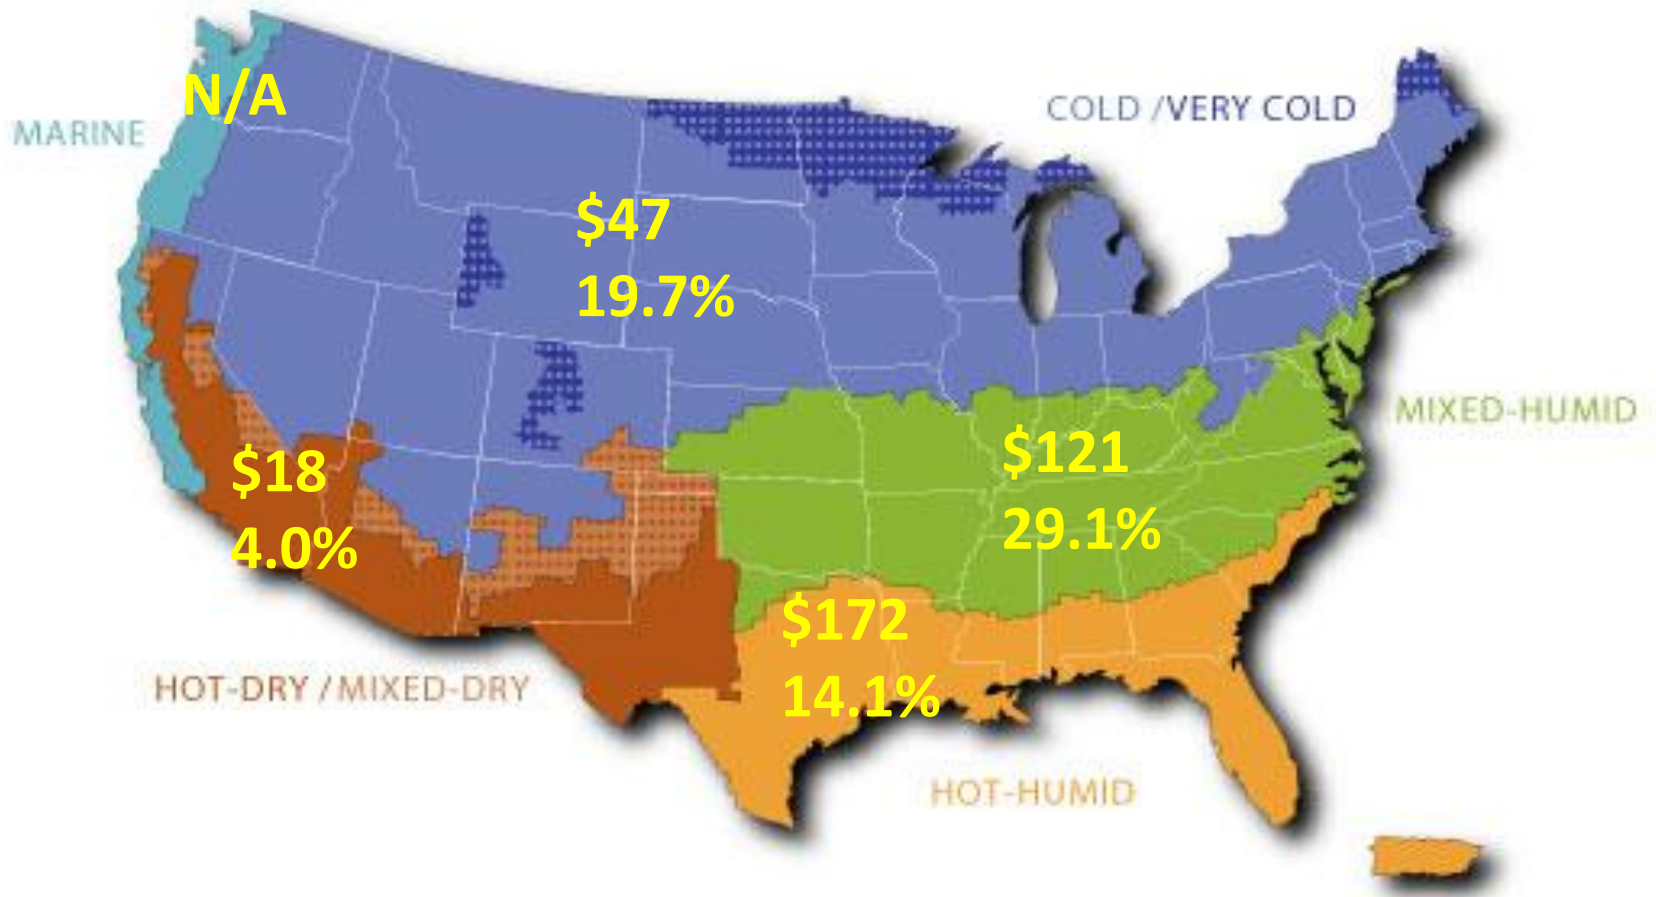 N/A
COLD / VERY COLD
MARINE
$47
19.7%
MIXED-HUMID
$18
4.0%
$121
29.1%
$172
14.1%
HOT-DRY / MIXED-DRY
HOT-HUMID